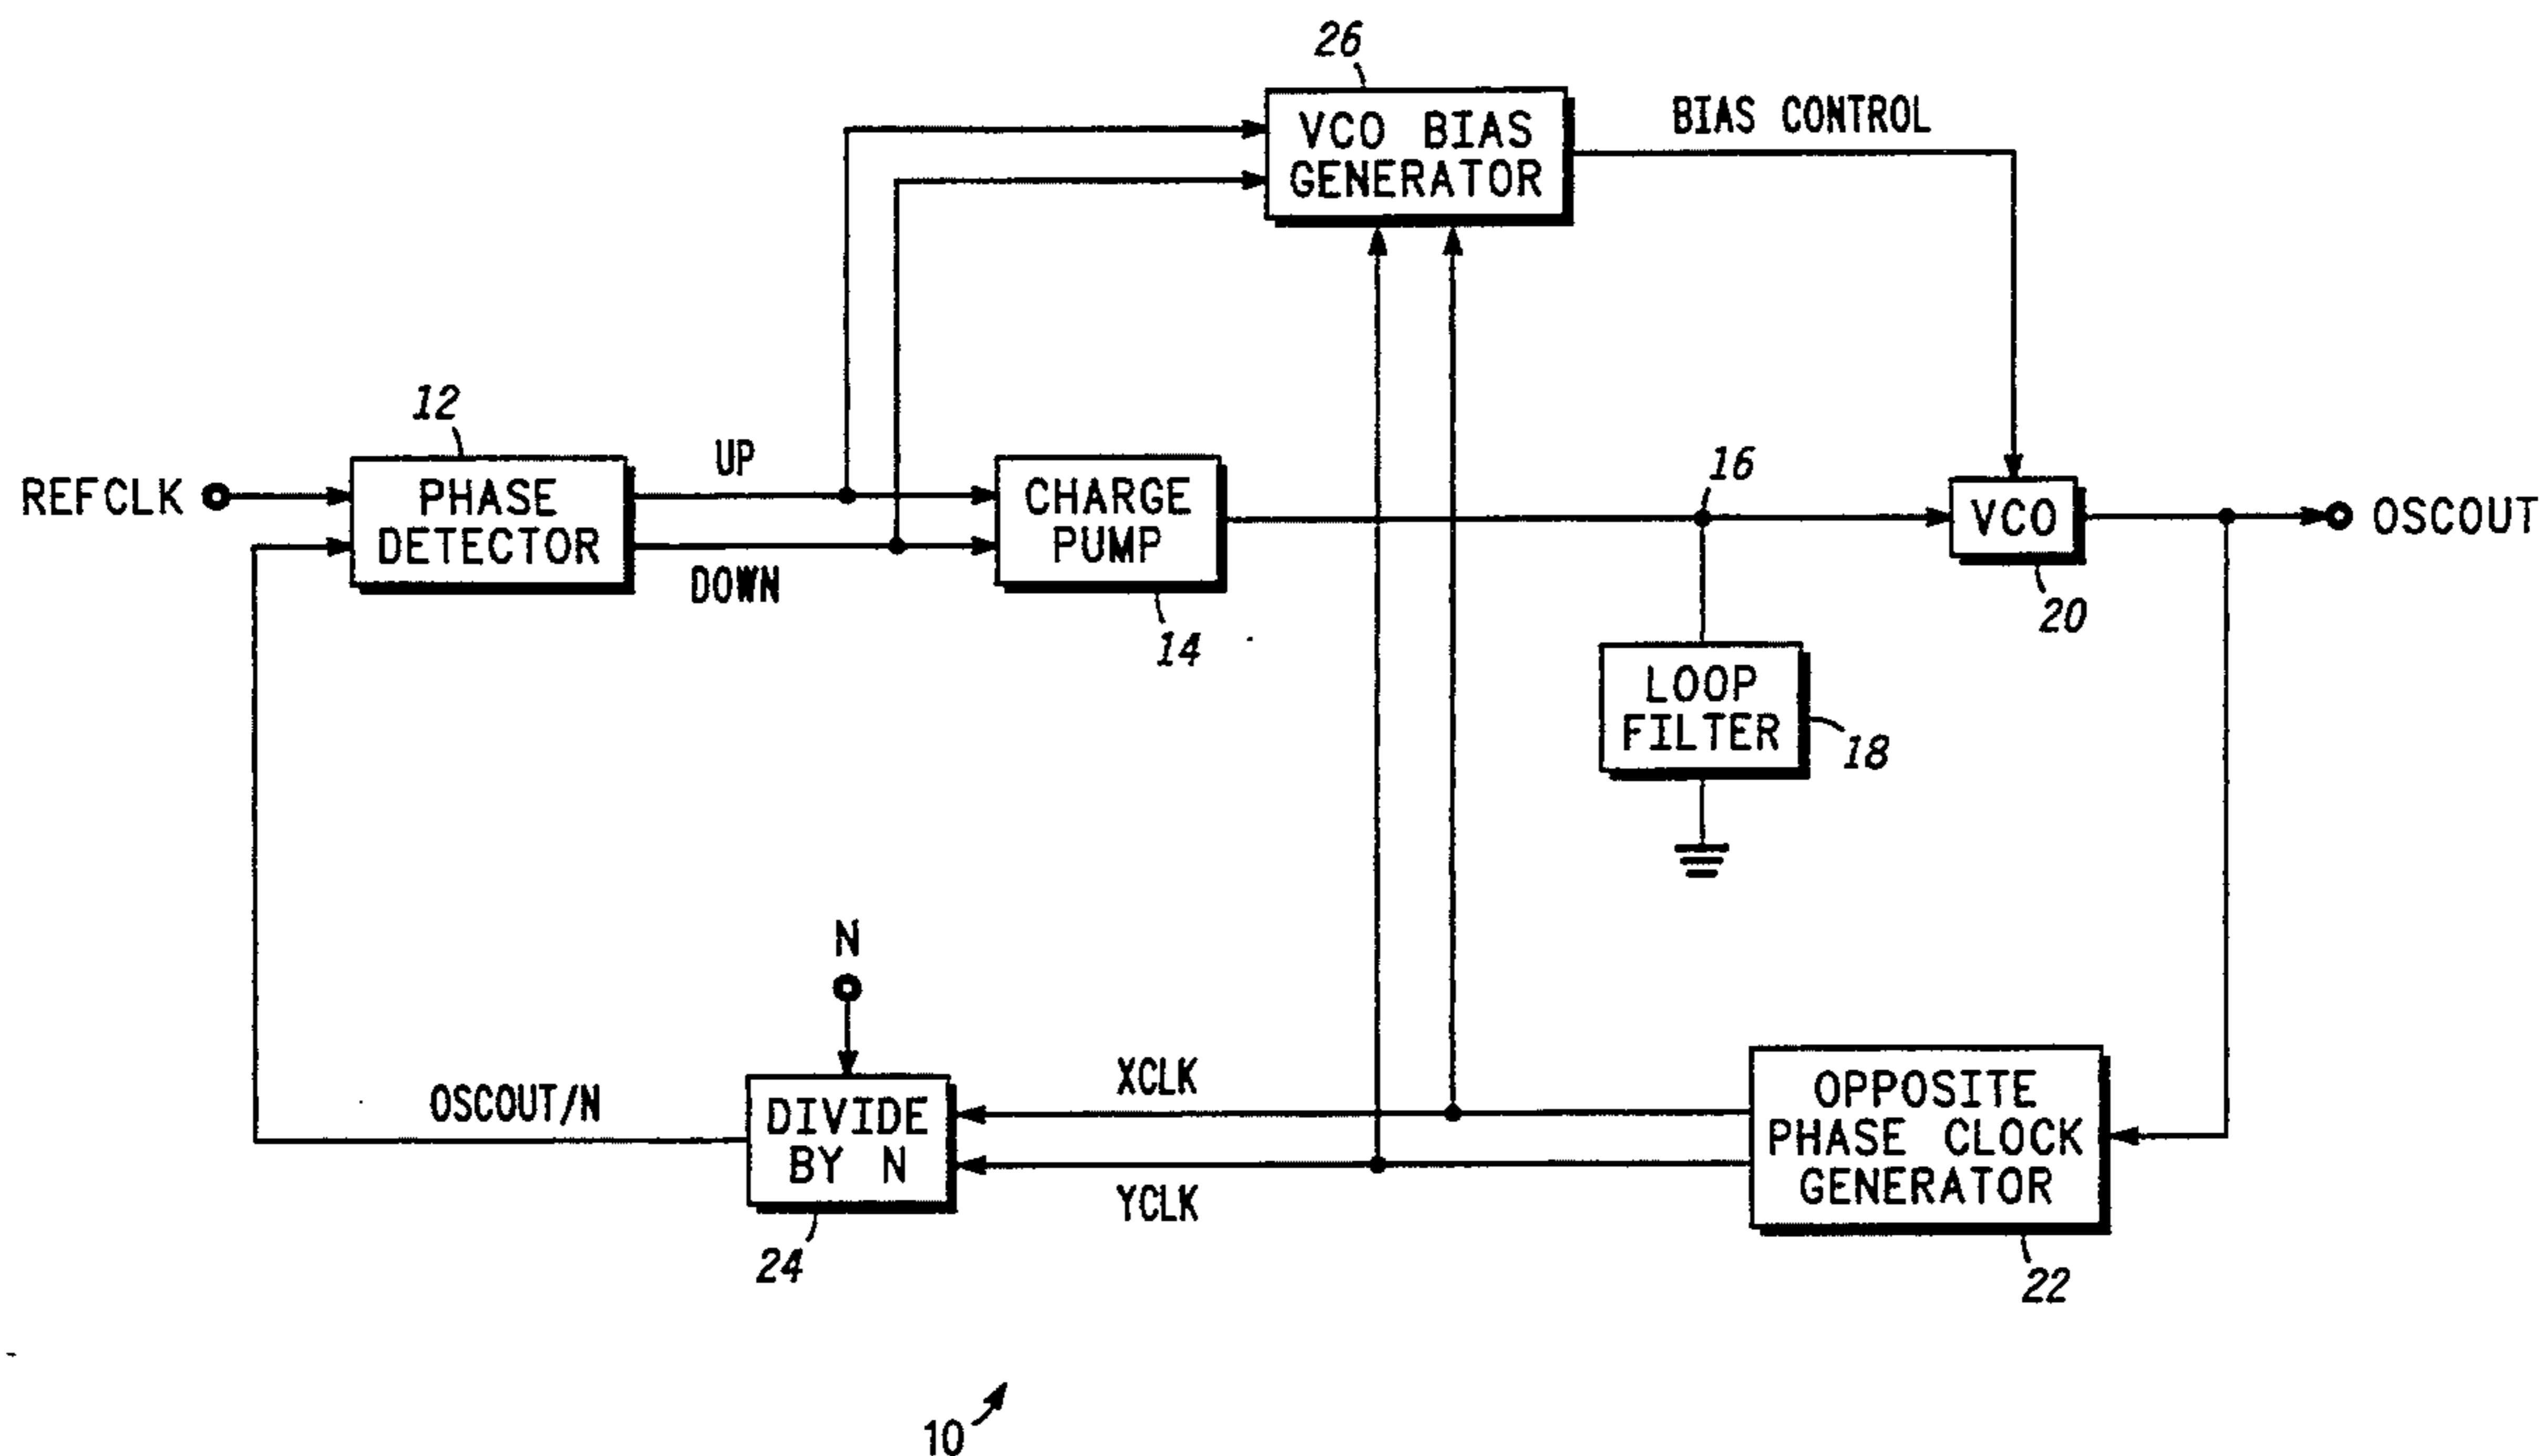 26
VCO BIAS
GENERATOR
BIAS CONTROL
12
REFCLK
PHASE
DETECTOR
UP
DOWN
CHARGE
PUMP
14
16
VCO
20
OSCOUT
LOOP
FILTER
18
N
OSCOUT/N
DIVIDE
BY N
24
XCLK
YCLK
OPPOSITE
PHASE CLOCK
GENERATOR
22
10